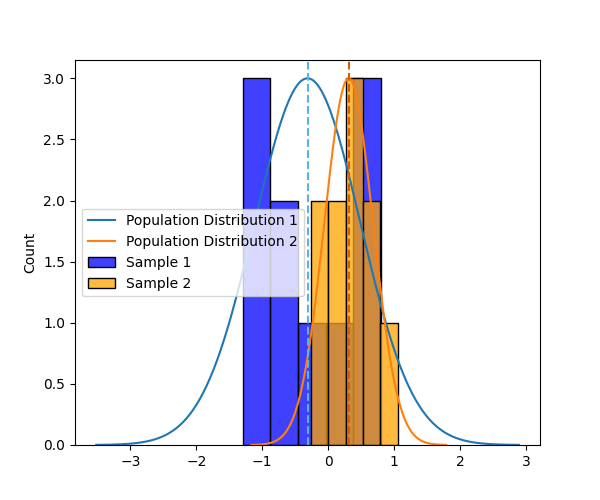 3.0
2.5
2.0
1.5
1.0
0.5
0.0
Count
Population Distribution 1
Population Distribution 2
Sample 1
Sample 2
−3
−2
−1
0
1
2
3